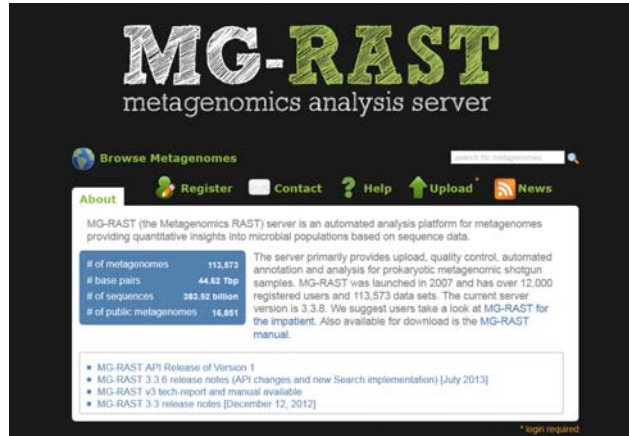 MG-RAST
metagenomics analysis server
Browse Metagenomes
search for metagenomes
About
Register
Contact
Help
Upload*
News
MG-RAST (the Metagenomics RAST) server is an automated analysis platform for metagenomes
providing quantitative insights into microbial populations based on sequence data.
# of metagenomes 113,573
# base pairs 44.62 Tbp
# of sequences 383.52 billion
# of public metagenomes 16,851
The server primarily provides upload, quality control, automated
annotation and analysis for prokaryotic metagenomic shotgun
samples. MG-RAST was launched in 2007 and has over 12,000
registered users and 113,573 data sets. The current server
version is 3.3.8. We suggest users take a look at MG-RAST for
the impatient. Also available for download is the MG-RAST
manual.
• MG-RAST API Release of Version 1
• MG-RAST 3.3.6 release notes (API changes and new Search implementation) [July 2013]
• MG-RAST v3 tech-report and manual available
• MG-RAST 3.3 release notes [December 12, 2012]
* login required